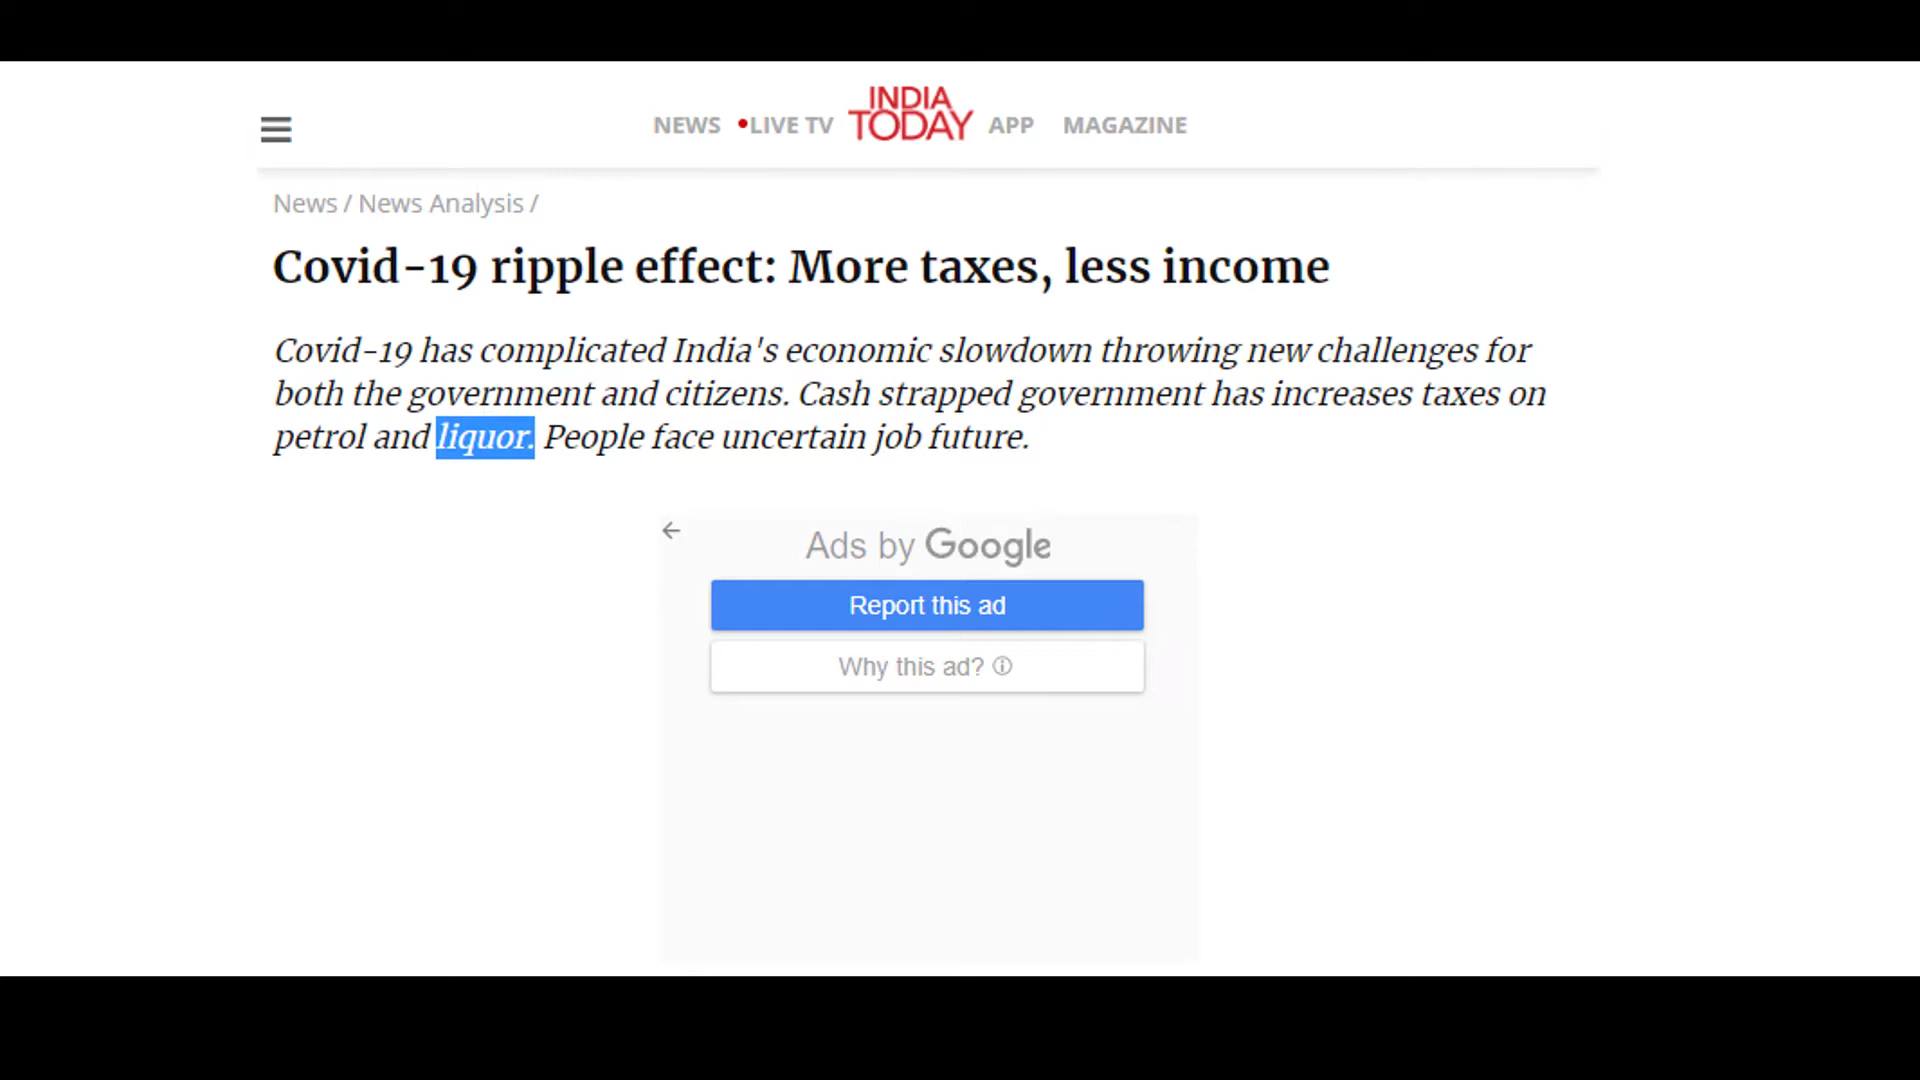 NEWS •LIVE TV INDIA TODAY APP MAGAZINE
News / News Analysis /
Covid-19 ripple effect: More taxes, less income
Covid-19 has complicated India's economic slowdown throwing new challenges for
both the government and citizens. Cash strapped government has increases taxes on
petrol and liquor. People face uncertain job future.
Ads by Google
Report this ad
Why this ad?